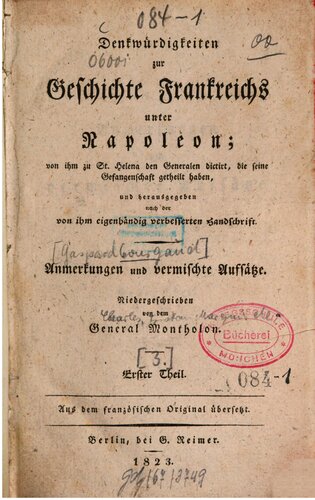 084-1
Denkwürdigkeiten
zur
Geschichte Frankreichs
unter
Napoleon;
von ihm zu St. Helena den Generalen dictirt, die seine
Gefangenschaft getheilt haben,
und herausgegeben
nach der
von ihm eigenhändig verbesserten Handschrift.
[Gaspard Gourgaud]
Anmerkungen und vermischte Aufsätze.
Niedergeschrieben
von dem
General Montholon.
[3.]
Bücherei
MÜNCHEN
Erster Theil.
084-1
Aus dem französischen Original übersetzt.
Berlin, bei G. Reimer.
1823.